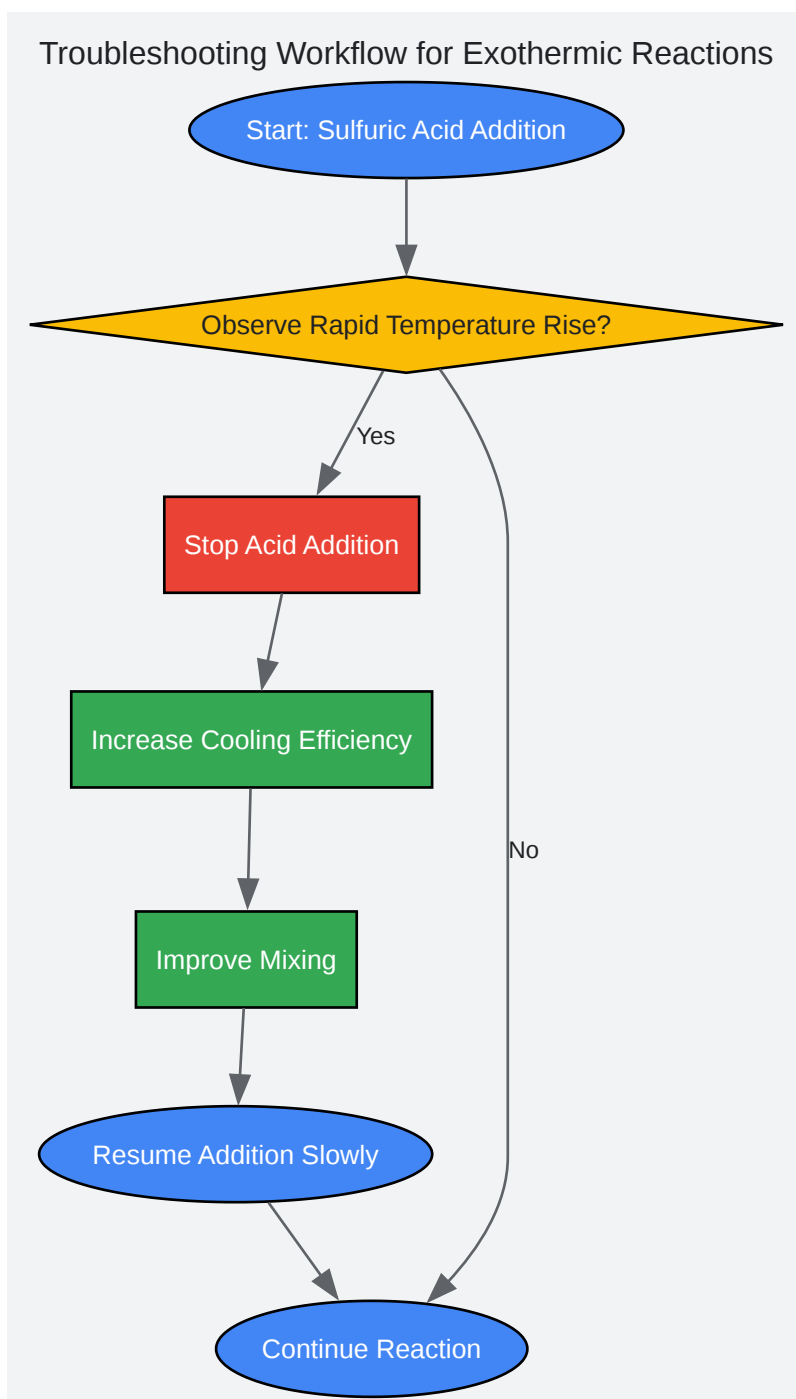 Troubleshooting Workflow for Exothermic Reactions
Start: Sulfuric Acid Addition
Observe Rapid Temperature Rise?
Yes
Stop Acid Addition
Increase Cooling Efficiency
No
Improve Mixing
Resume Addition Slowly
Continue Reaction